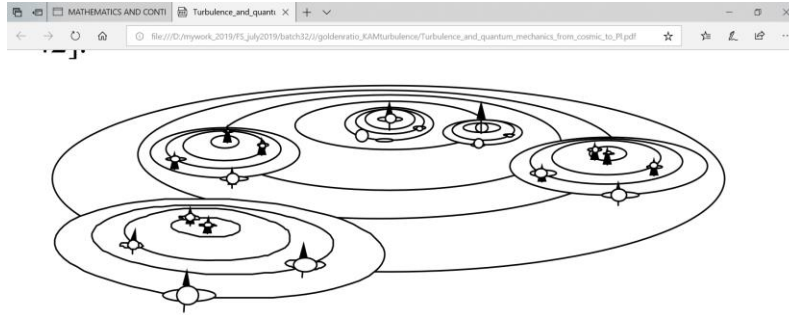 MATHEMATICS AND CONTI
Turbulence_and_quanti
file:///D:/mywork_2019/FS_july2019/batch32/J/goldenratio_KAMturbulence/Turbulence_and_quantum_mechanics_from_cosmic_to_Pl.pdf